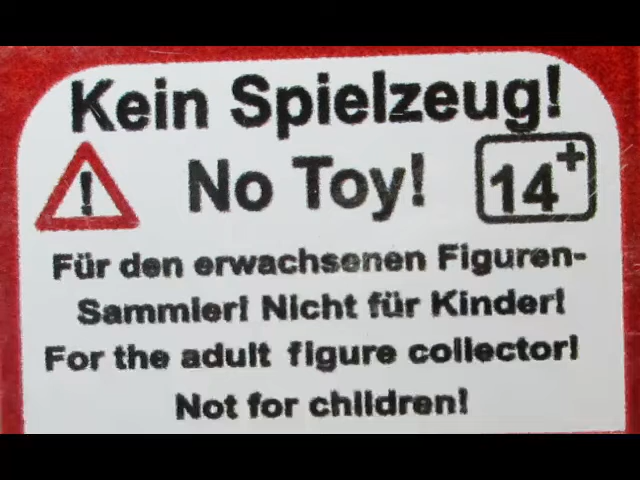 Kein Spielzeug!
! No Toy! 14+
Für den erwachsenen Figuren-
Sammler! Nicht für Kinder!
For the adult figure collector!
Not for children!